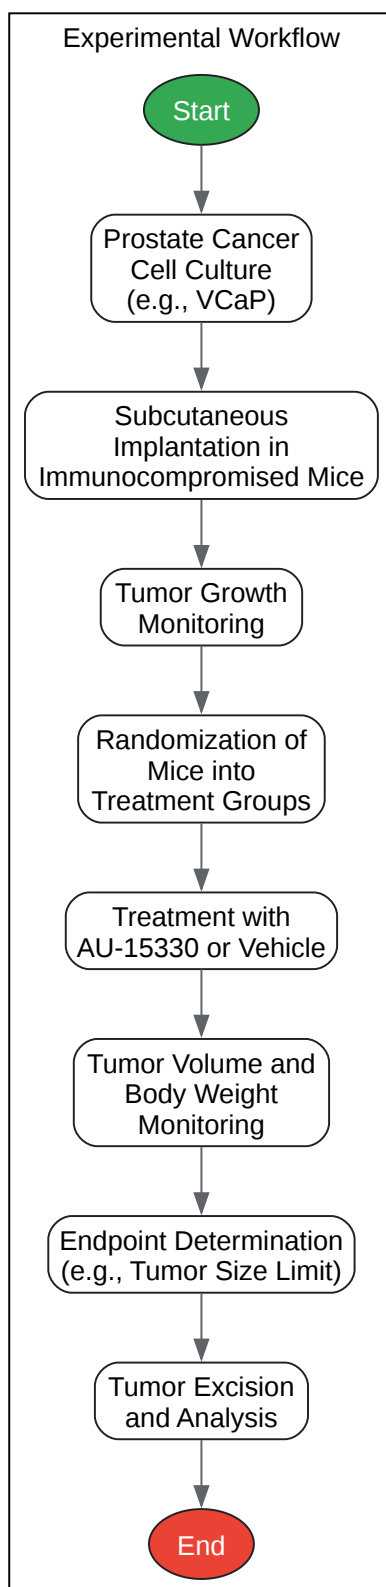 Experimental Workflow
Start
Prostate Cancer
Cell Culture
(e.g., VCaP)
Subcutaneous
Implantation in
Immunocompromised Mice
Tumor Growth
Monitoring
Randomization of
Mice into
Treatment Groups
Treatment with
AU-15330 or Vehicle
Tumor Volume and
Body Weight
Monitoring
Endpoint Determination
(e.g., Tumor Size Limit)
Tumor Excision
and Analysis
End